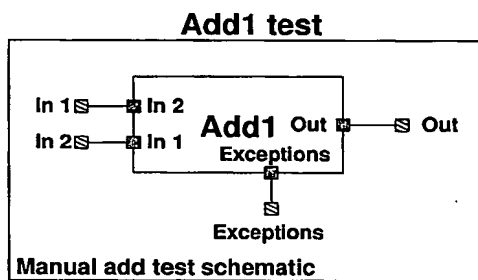 Add1 test
In 1 In 2
Add1 Out Out
In 2 In 1
Exceptions
Exceptions
Manual add test schematic